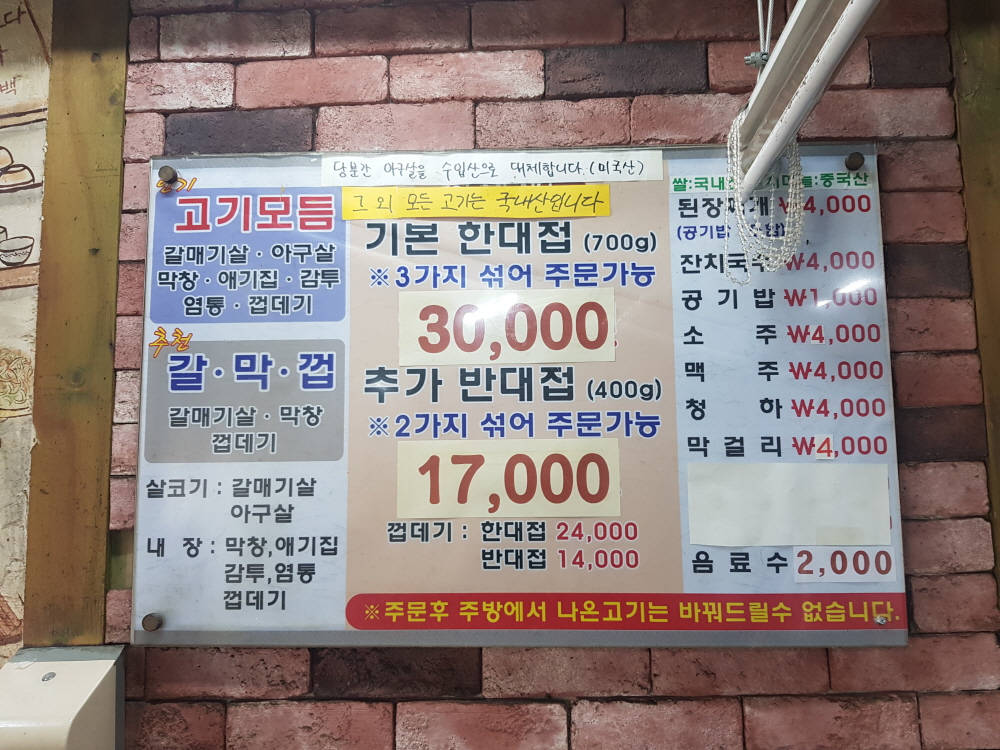 당분간 아구살을 수입산으로 대체합니다.(미국산)
그 외 모든 고기는 국내산입니다
인기
고기모듬
갈매기살 · 아구살
막창 · 애기집 · 감투
염통 · 껍데기
추천
갈 · 막 · 껍
갈매기살 · 막창
껍데기
살코기 : 갈매기살
아구살
내 장 : 막창,애기집
감투,염통
껍데기
기본 한대접 (700g)
※3가지 섞어 주문가능
30,000
추가 반대접 (400g)
※2가지 섞어 주문가능
17,000
껍데기 : 한대접 24,000
반대접 14,000
쌀:국내산 :중국산
된장찌개 ₩4,000
(공기밥
잔치국수 ₩4,000
공 기 밥 ₩1,000
소 주 ₩4,000
맥 주 ₩4,000
청 하 ₩4,000
막 걸 리 ₩4,000
음 료 수 2,000
※주문후 주방에서 나온고기는 바꿔드릴수 없습니다.
백